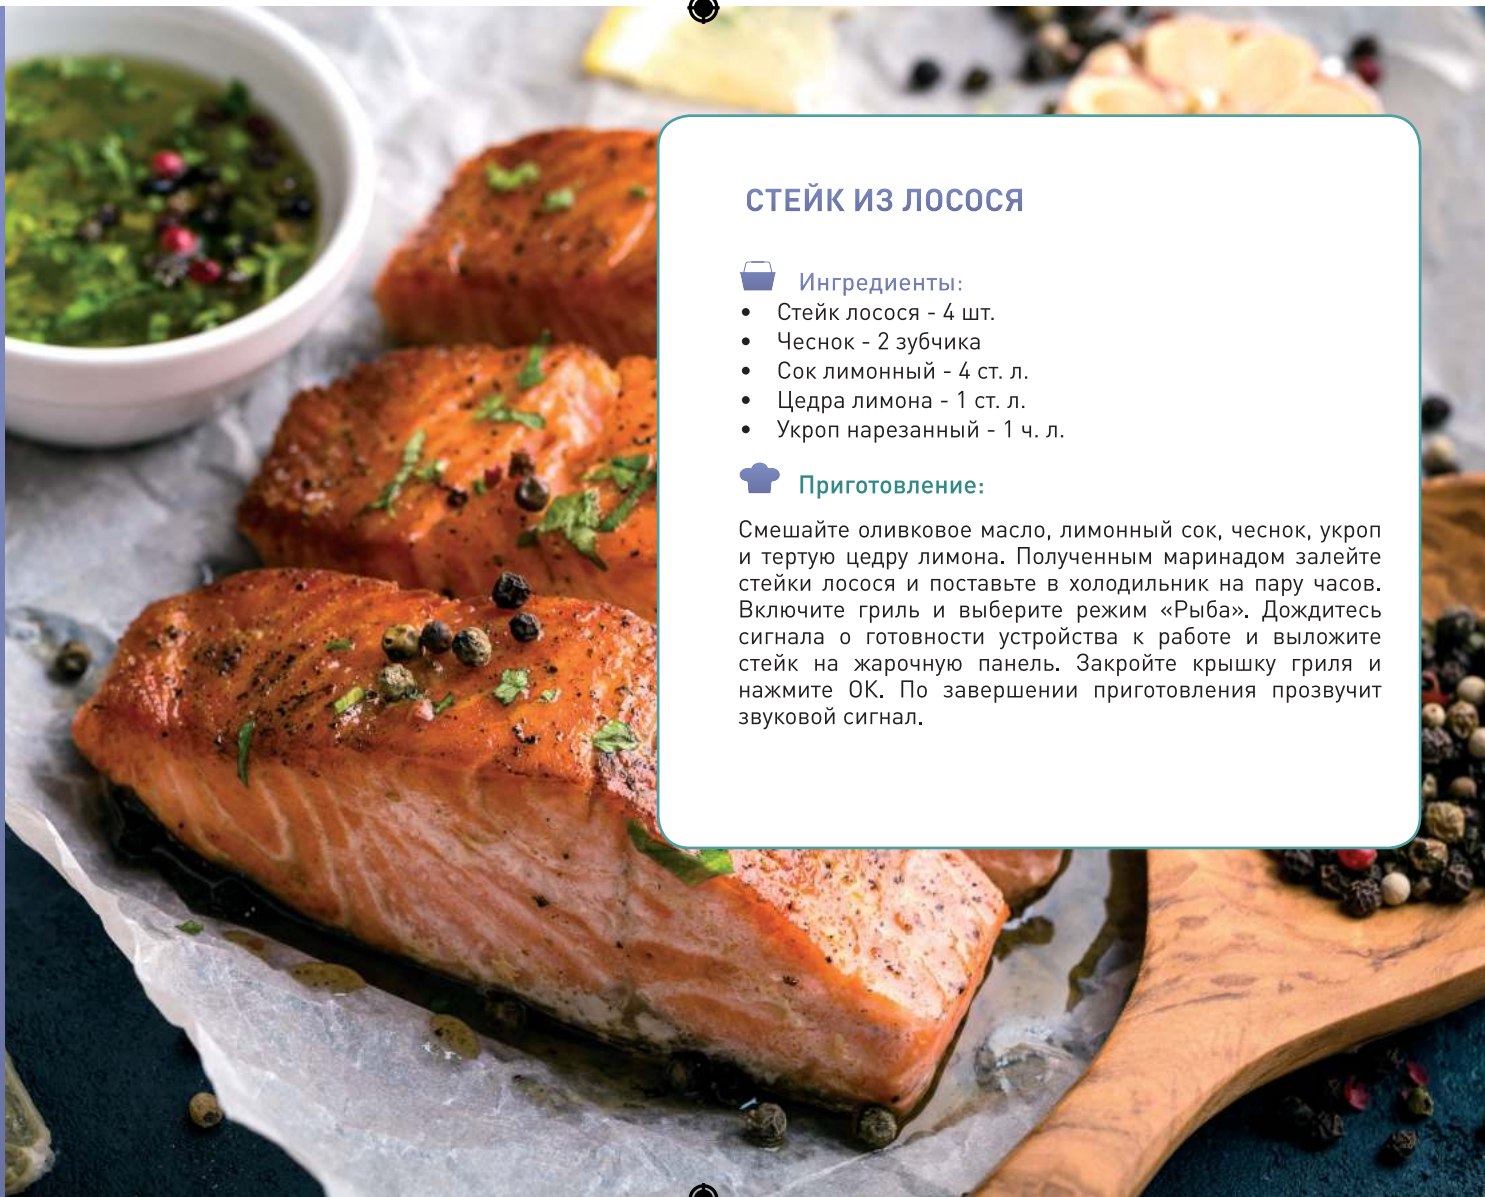 СТЕЙК ИЗ ЛОСОСЯ
Ингредиенты:
• Стейк лосося - 4 шт.
• Чеснок - 2 зубчика
• Сок лимонный - 4 ст. л.
• Цедра лимона - 1 ст. л.
• Укроп нарезанный - 1 ч. л.
Приготовление:
Смешайте оливковое масло, лимонный сок, чеснок, укроп
и тертую цедру лимона. Полученным маринадом залейте
стейки лосося и поставьте в холодильник на пару часов.
Включите гриль и выберите режим «Рыба». Дождитесь
сигнала о готовности устройства к работе и выложите
стейк на жарочную панель. Закройте крышку гриля и
нажмите ОК. По завершении приготовления прозвучит
звуковой сигнал.